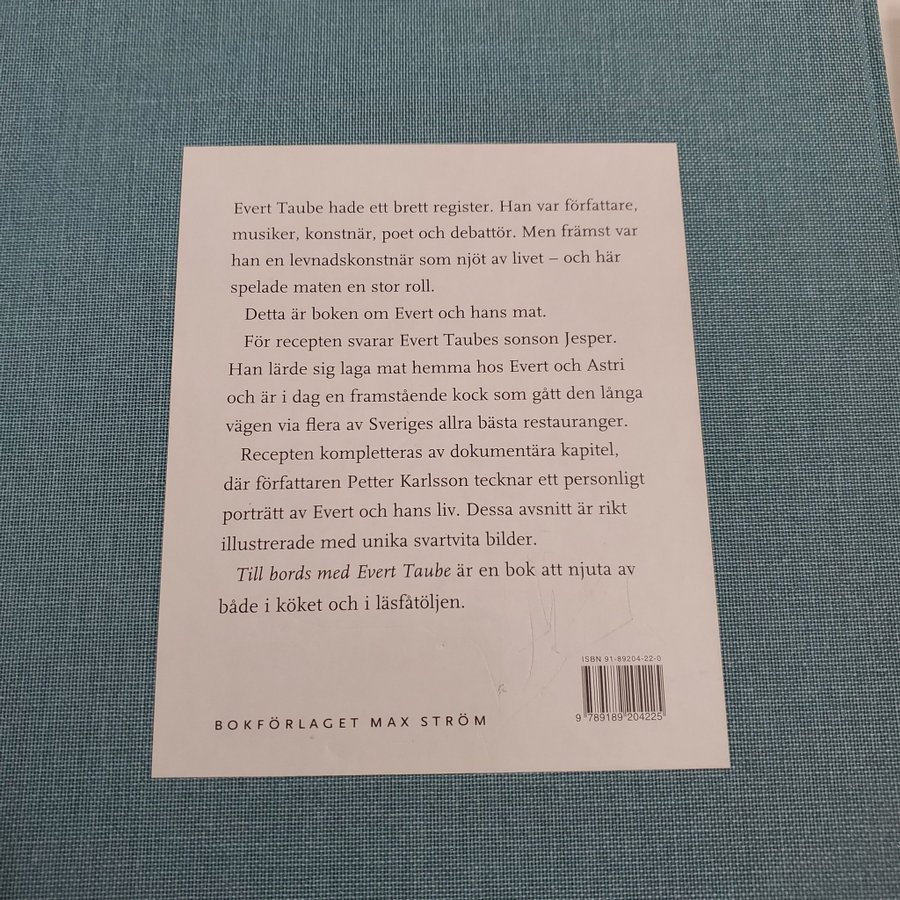 Evert Taube hade ett brett register. Han var författare,
musiker, konstnär, poet och debattör. Men främst var
han en levnadskonstnär som njöt av livet – och här
spelade maten en stor roll.
Detta är boken om Evert och hans mat.
För recepten svarar Evert Taubes sonson Jesper.
Han lärde sig laga mat hemma hos Evert och Astri
och är i dag en framstående kock som gått den långa
vägen via flera av Sveriges allra bästa restauranger.
Recepten kompletteras av dokumentära kapitel,
där författaren Petter Karlsson tecknar ett personligt
porträtt av Evert och hans liv. Dessa avsnitt är rikt
illustrerade med unika svartvita bilder.
Till bords med Evert Taube är en bok att njuta av
både i köket och i läsfåtöljen.
ISBN 91-89204-22-0
9 789189 204225
BOKFÖRLAGET MAX STRÖM